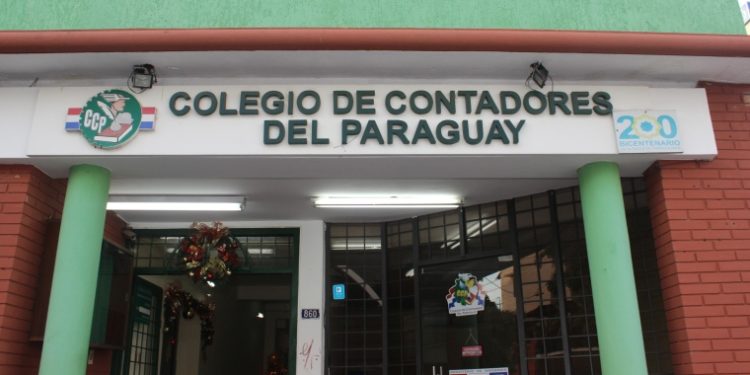 COLEGIO DE CONTADORES
DEL PARAGUAY
CCP
200
BICENTENARIO
860